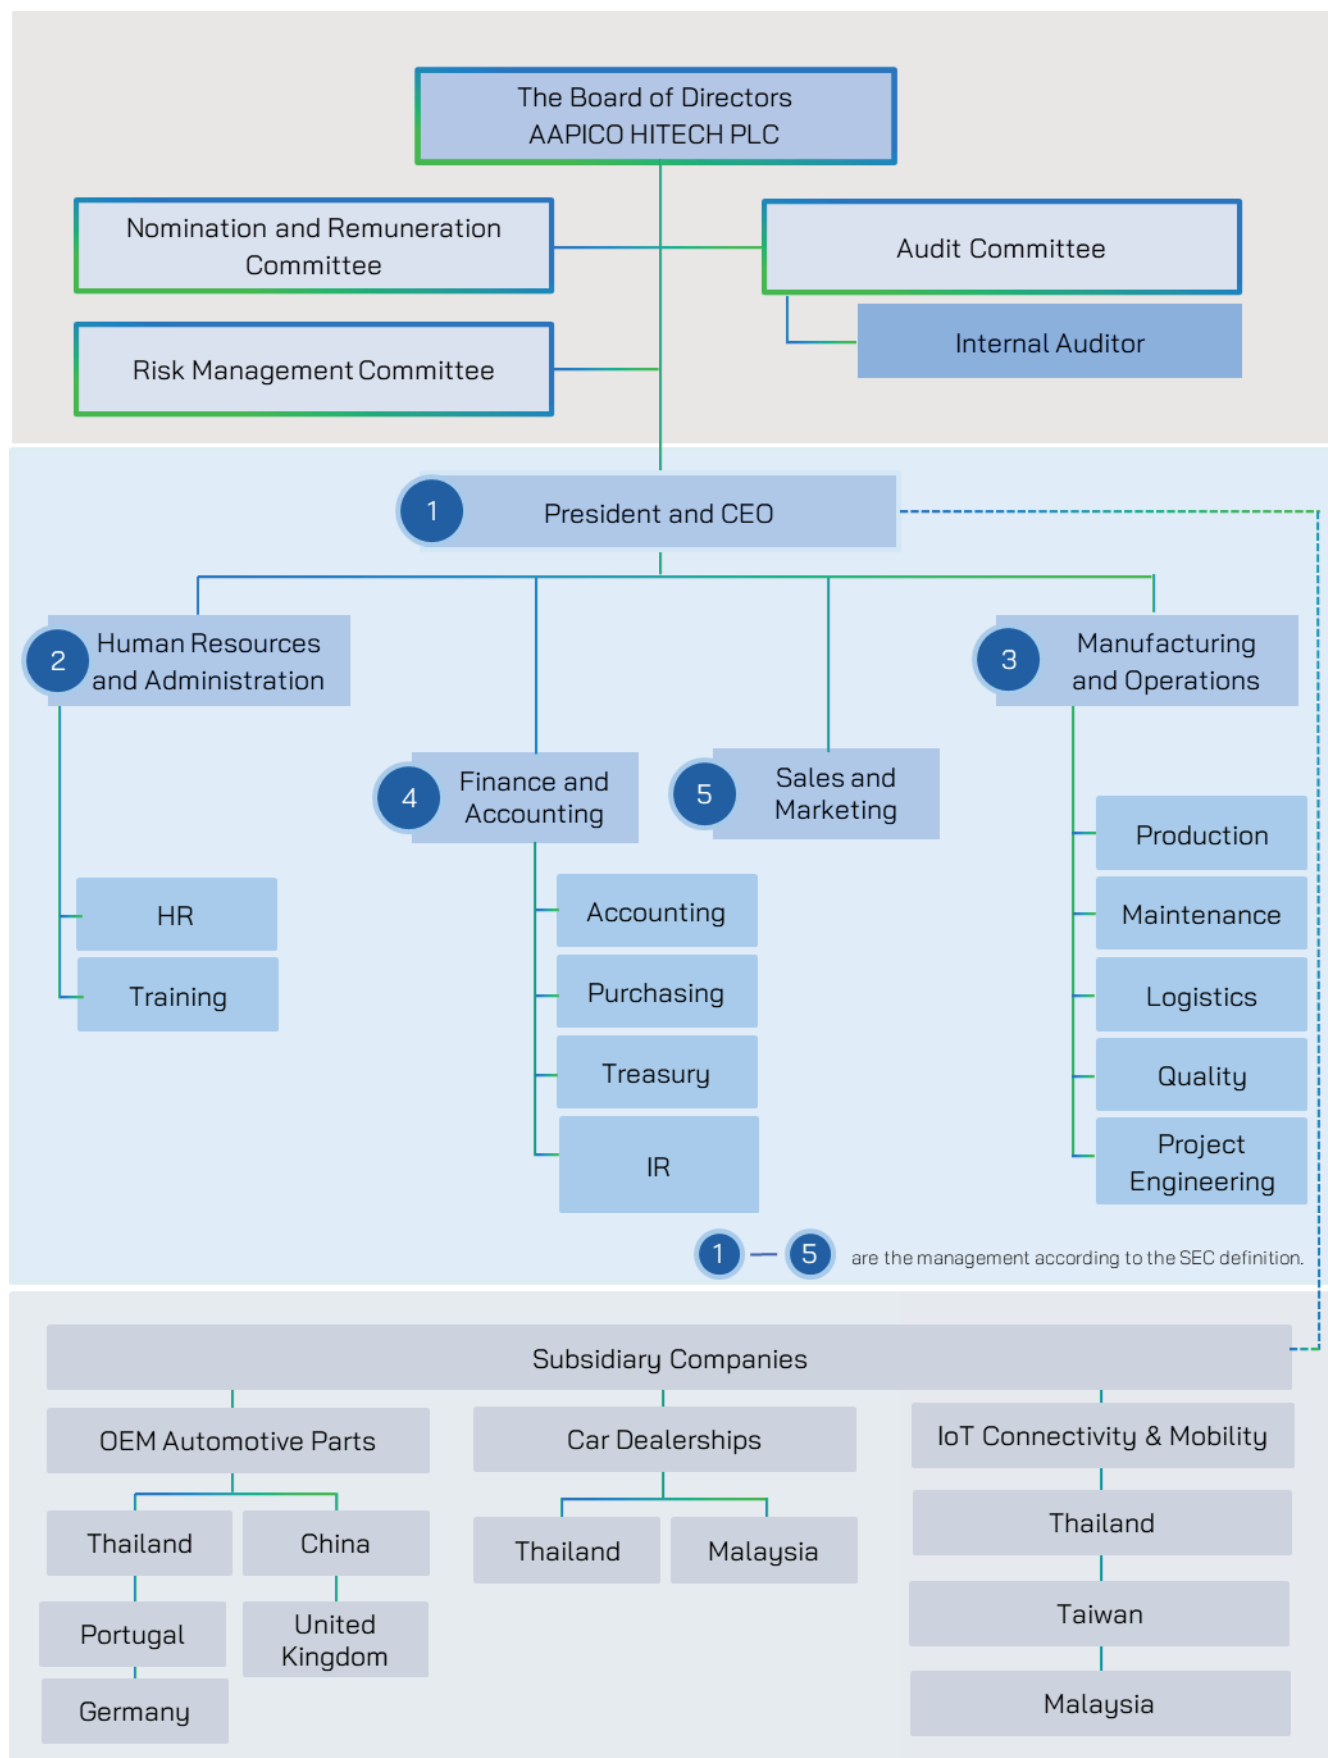 The Board of Directors
AAPICO HITECH PLC
Nomination and Remuneration
Committee
Audit Committee
Internal Auditor
Risk Management Committee
1
President and CEO
2
Human Resources
and Administration
3
Manufacturing
and Operations
4
Finance and
Accounting
5
Sales and
Marketing
HR
Training
Accounting
Purchasing
Treasury
IR
Production
Maintenance
Logistics
Quality
Project
Engineering
1 — 5 are the management according to the SEC definition.
Subsidiary Companies
OEM Automotive Parts
Thailand
China
Portugal
United
Kingdom
Germany
Car Dealerships
Thailand
Malaysia
IoT Connectivity & Mobility
Thailand
Taiwan
Malaysia